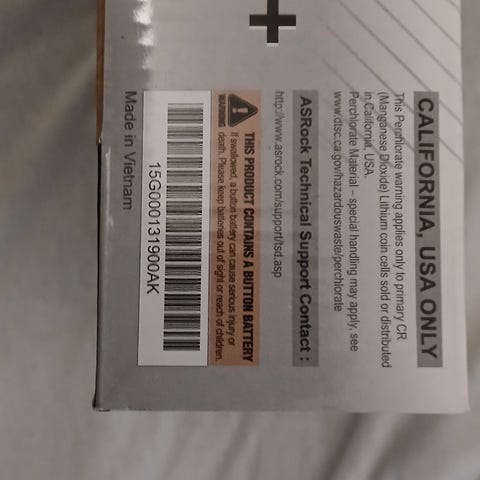 CALIFORNIA, USA ONLY
This Perchlorate warning applies only to primary CR
(Manganese Dioxide) Lithium coin cells sold or distributed
in California, USA.
Perchlorate Material – special handling may apply, see
www.dtsc.ca.gov/hazardouswaste/perchlorate
ASRock Technical Support Contact :
http://www.asrock.com/support/tsd.asp
THIS PRODUCT CONTAINS A BUTTON BATTERY
If swallowed, a button battery can cause serious injury or
death. Please keep batteries out of sight or reach of children.
WARNING
15G000131900AK
Made in Vietnam